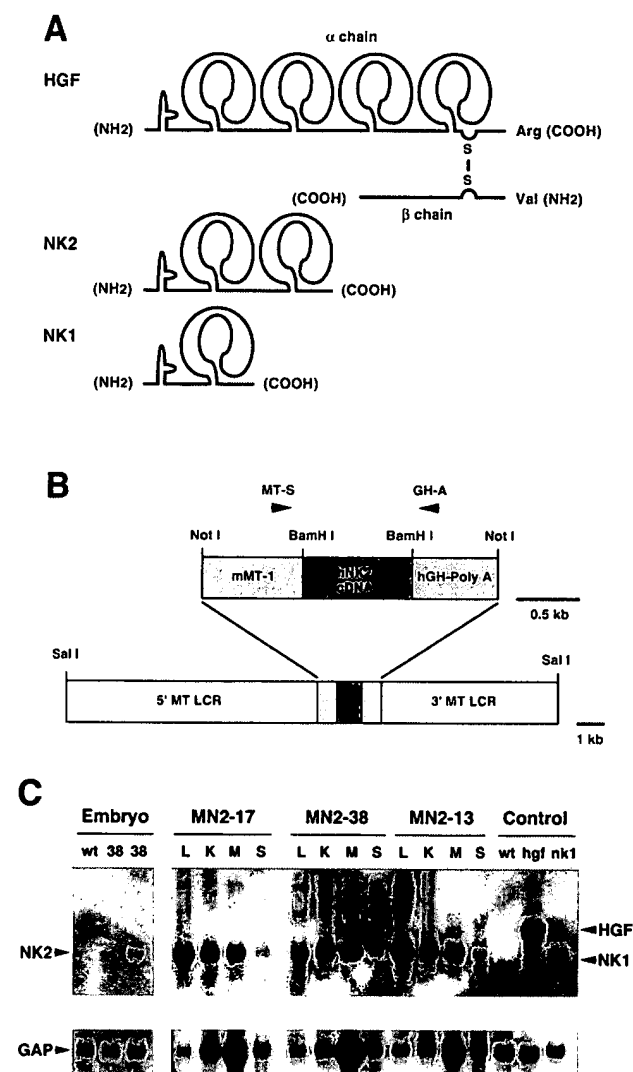 A
α chain
HGF
(NH2)
Arg (COOH)
S
S
(COOH)
Val (NH2)
β chain
NK2
(NH2)
(COOH)
NK1
(NH2)
(COOH)
B
MT-S
GH-A
Not I
BamH I
BamH I
Not I
mMT-1
hNK2
cDNA
hGH-Poly A
0.5 kb
Sal I
Sal I
5' MT LCR
3' MT LCR
1 kb
C
Embryo
MN2-17
MN2-38
MN2-13
Control
wt 38 38
L K M S
L K M S
L K M S
wt hgf nk1
HGF
NK2
NK1
GAP